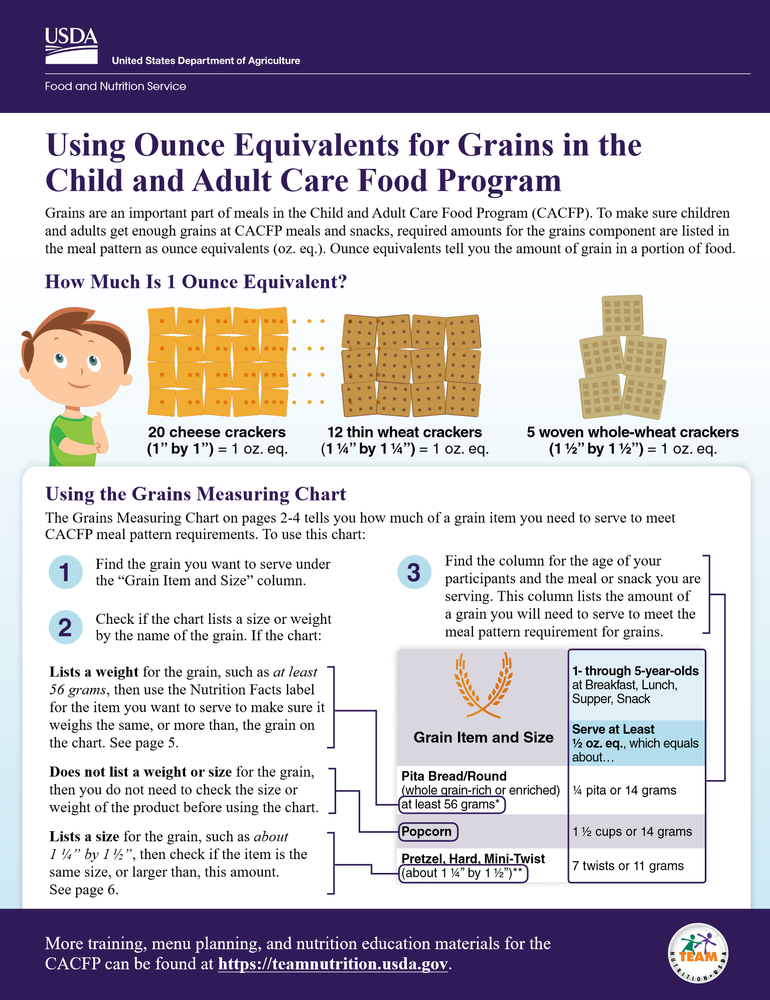 USDA
United States Department of Agriculture
Food and Nutrition Service
Using Ounce Equivalents for Grains in the
Child and Adult Care Food Program
Grains are an important part of meals in the Child and Adult Care Food Program (CACFP). To make sure children
and adults get enough grains at CACFP meals and snacks, required amounts for the grains component are listed in
the meal pattern as ounce equivalents (oz. eq.). Ounce equivalents tell you the amount of grain in a portion of food.
How Much Is 1 Ounce Equivalent?
20 cheese crackers
(1” by 1”) = 1 oz. eq.
12 thin wheat crackers
(1 ¼” by 1 ¼”) = 1 oz. eq.
5 woven whole-wheat crackers
(1 ½” by 1 ½”) = 1 oz. eq.
Using the Grains Measuring Chart
The Grains Measuring Chart on pages 2-4 tells you how much of a grain item you need to serve to meet
CACFP meal pattern requirements. To use this chart:
1
Find the grain you want to serve under
the “Grain Item and Size” column.
2
Check if the chart lists a size or weight
by the name of the grain. If the chart:
Lists a weight for the grain, such as at least
56 grams, then use the Nutrition Facts label
for the item you want to serve to make sure it
weighs the same, or more than, the grain on
the chart. See page 5.
Does not list a weight or size for the grain,
then you do not need to check the size or
weight of the product before using the chart.
Lists a size for the grain, such as about
1 ¼” by 1 ½”, then check if the item is the
same size, or larger than, this amount.
See page 6.
3
Find the column for the age of your
participants and the meal or snack you are
serving. This column lists the amount of
a grain you will need to serve to meet the
meal pattern requirement for grains.
Grain Item and Size
1- through 5-year-olds
at Breakfast, Lunch,
Supper, Snack
Serve at Least
½ oz. eq., which equals
about…
Pita Bread/Round
(whole grain-rich or enriched)
at least 56 grams*
¼ pita or 14 grams
Popcorn
1 ½ cups or 14 grams
Pretzel, Hard, Mini-Twist
(about 1 ¼” by 1 ½”)**
7 twists or 11 grams
More training, menu planning, and nutrition education materials for the
CACFP can be found at https://teamnutrition.usda.gov.
TEAM
NUTRITION•USDA